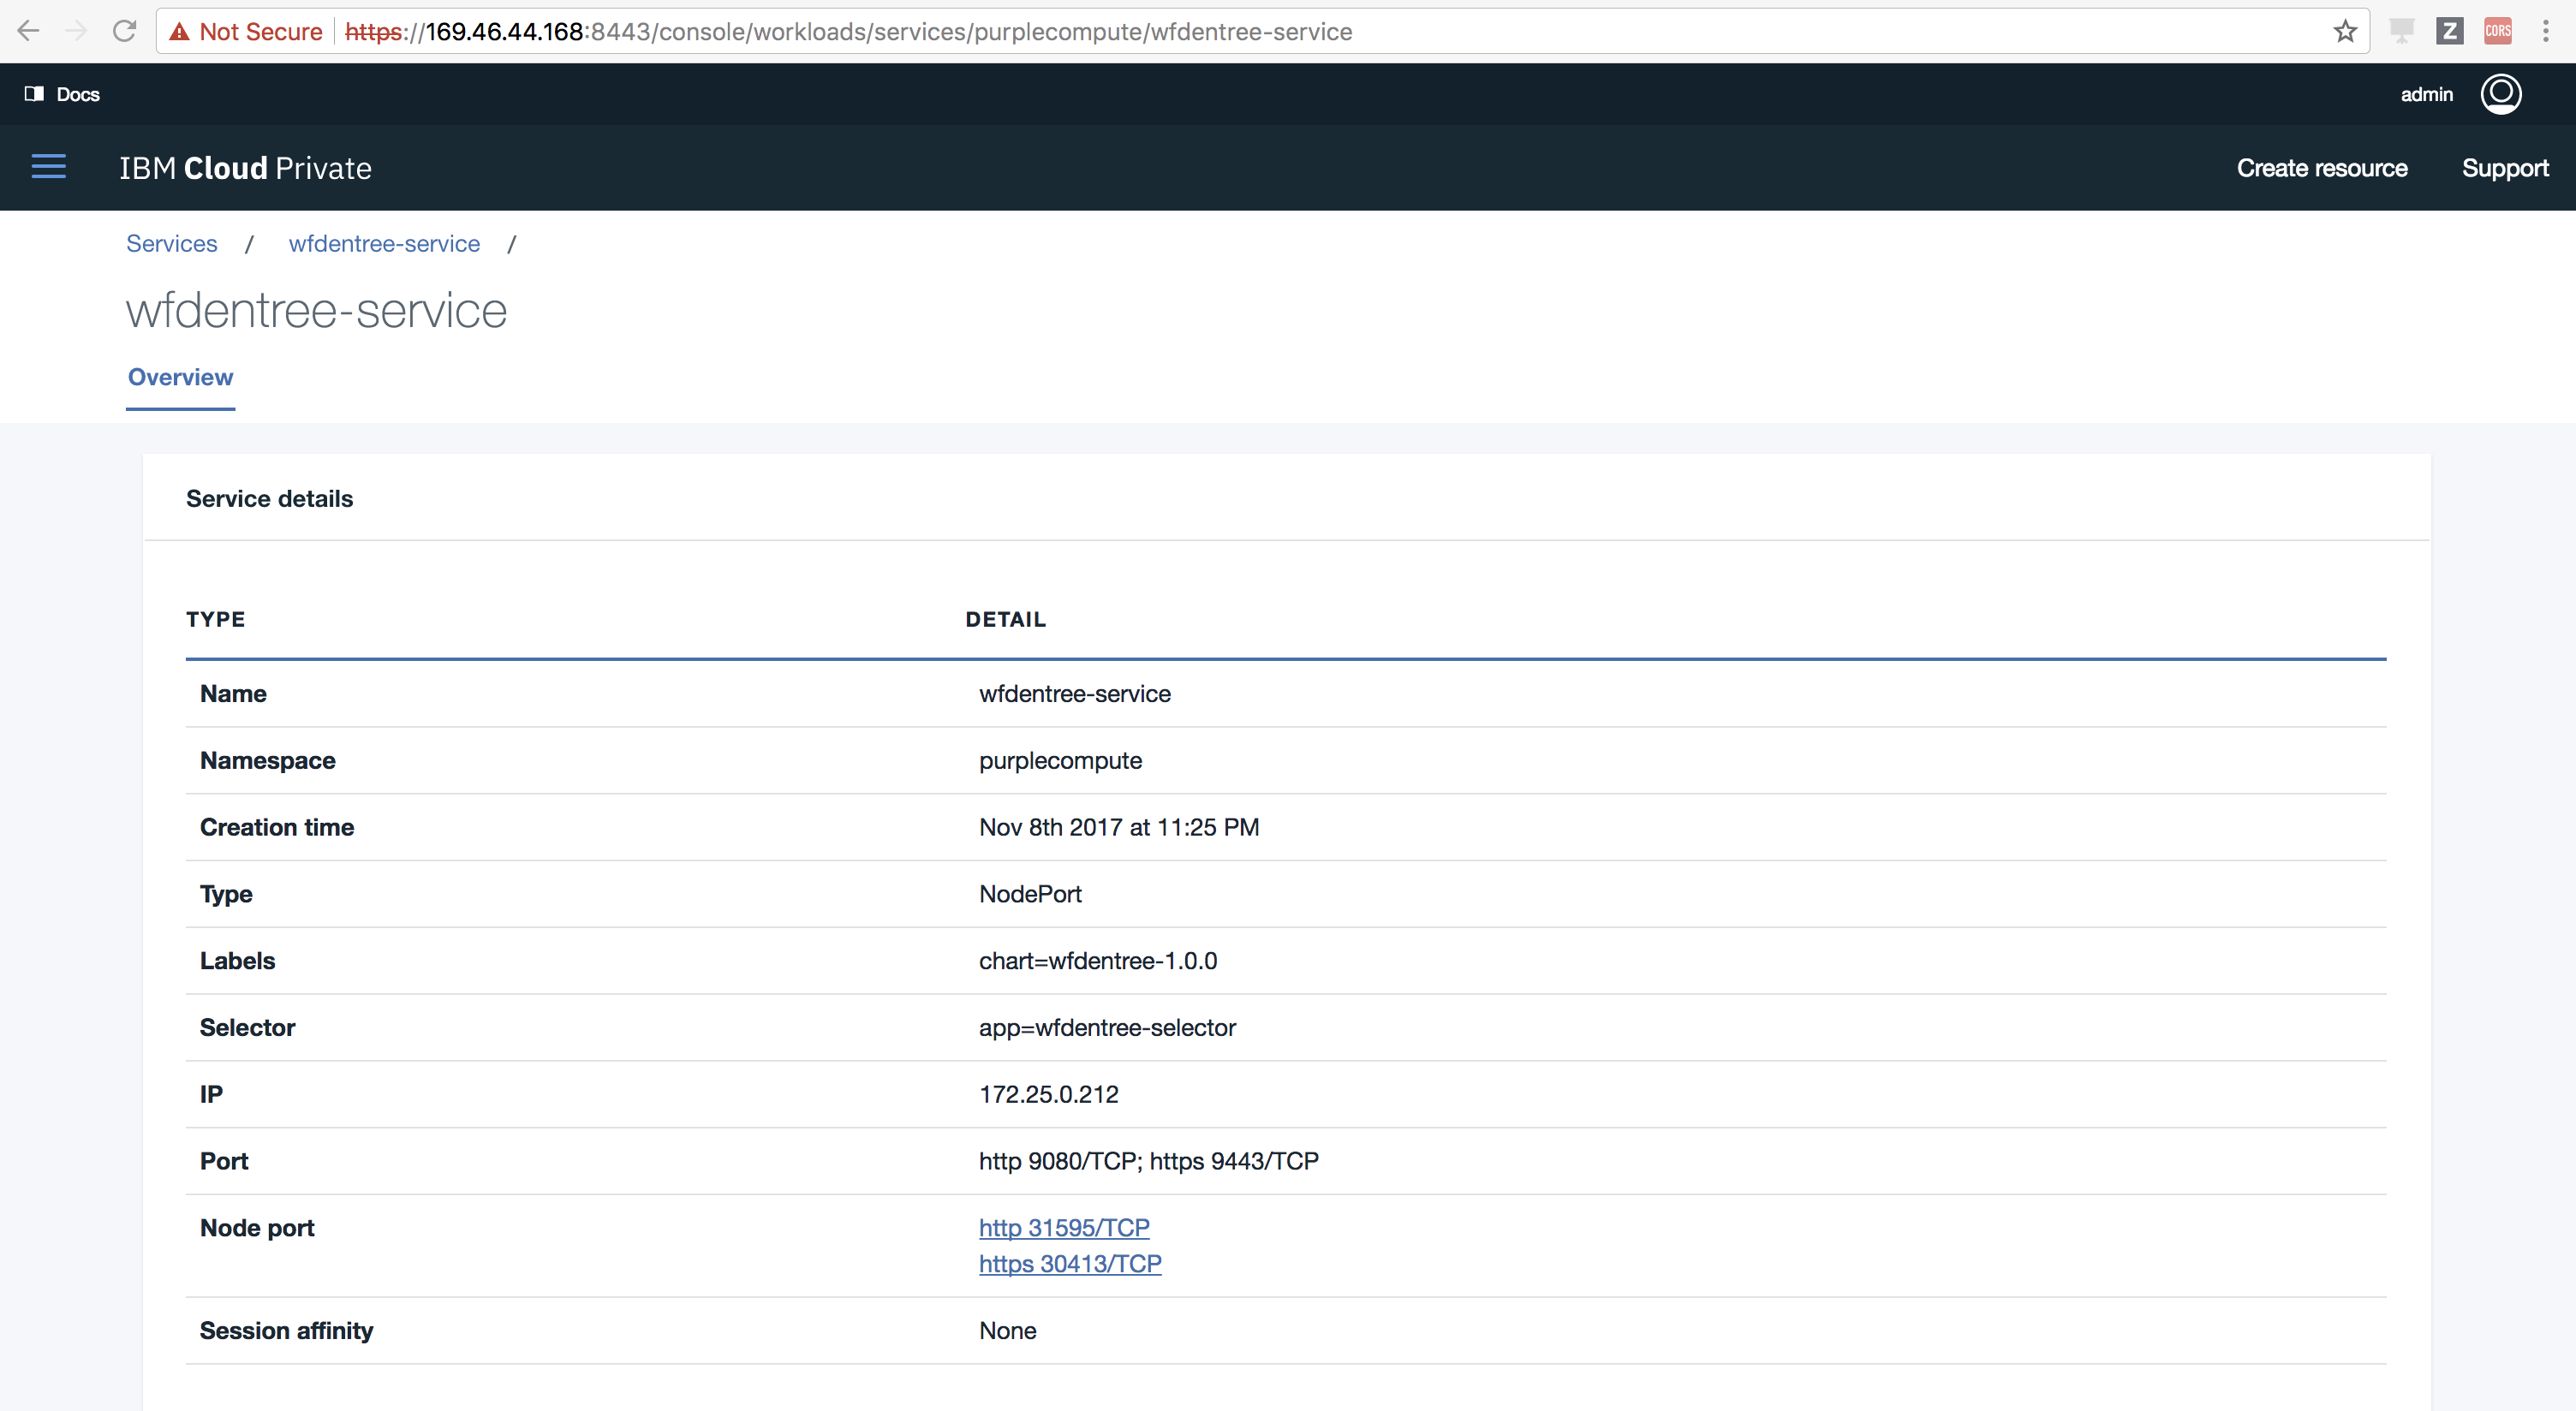 Not Secure https://169.46.44.168:8443/console/workloads/services/purplecompute/wfdentree-service Z CORS
Docs admin
IBM Cloud Private Create resource Support
Services / wfdentree-service /
wfdentree-service
Overview
Service details
TYPE DETAIL
Name wfdentree-service
Namespace purplecompute
Creation time Nov 8th 2017 at 11:25 PM
Type NodePort
Labels chart=wfdentree-1.0.0
Selector app=wfdentree-selector
IP 172.25.0.212
Port http 9080/TCP; https 9443/TCP
Node port http 31595/TCP
https 30413/TCP
Session affinity None